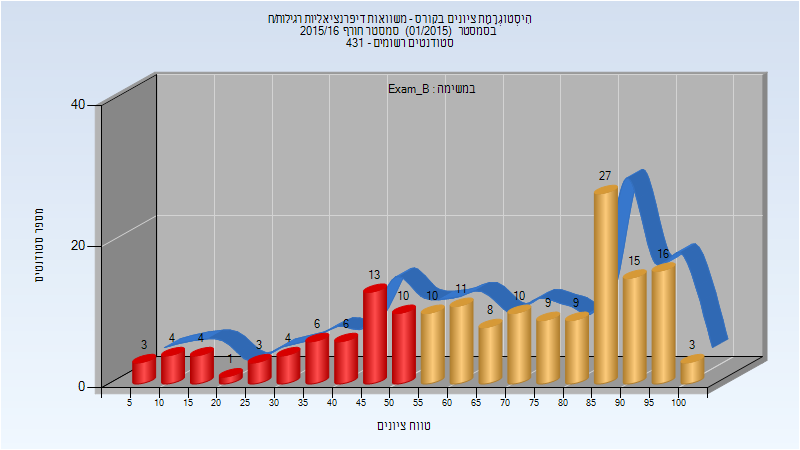 הִיסְטוֹגְרָמַת ציונים בקורס - משוואות דיפרנציאליות רגילות/ח
בסמסטר (01/2015) סמסטר חורף 2015/16
סטודנטים רשומים - 431
במשימה : Exam_B
מספר סטודנטים
40
20
0
3 4 4 1 3 4 6 6 13 10 10 11 8 10 9 9 27 15 16 3
5 10 15 20 25 30 35 40 45 50 55 60 65 70 75 80 85 90 95 100
טווח ציונים